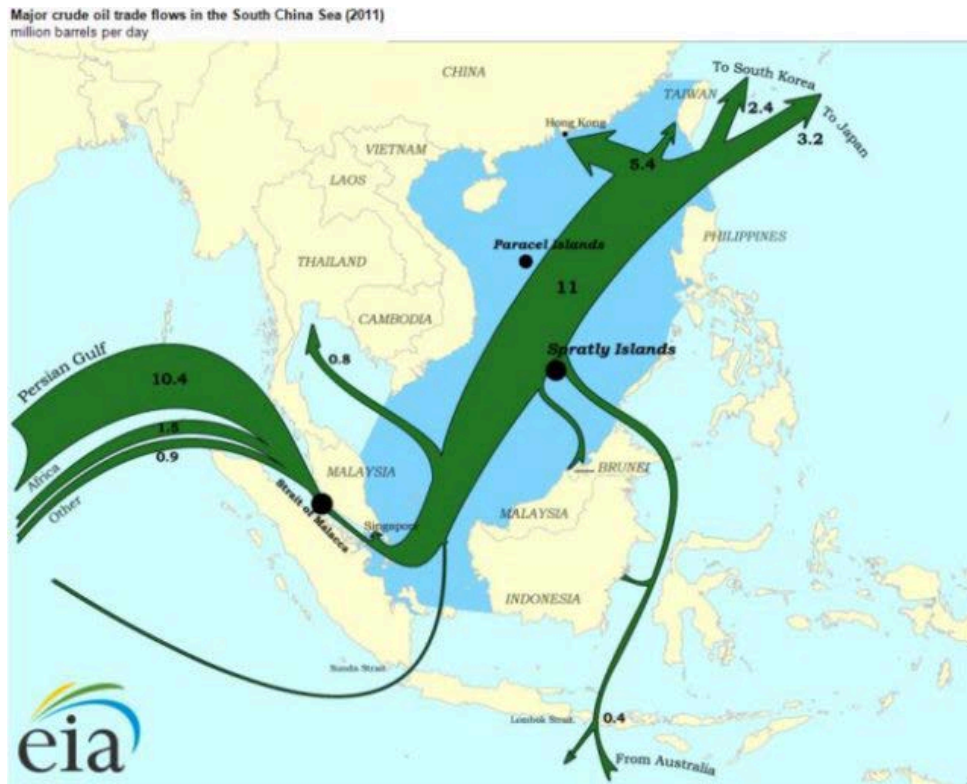 Major crude oil trade flows in the South China Sea (2011)
million barrels per day
CHINA
To South Korea
TAIWAN
2.4
To Japan
3.2
Hong Kong
5.4
VIETNAM
LAOS
Paracel Islands
PHILIPPINES
THAILAND
11
CAMBODIA
Spratly Islands
0.8
Persian Gulf
10.4
1.5
0.9
Africa
Other
MALAYSIA
BRUNEI
Strait of Malacca
Singapore
MALAYSIA
INDONESIA
Sunda Strait
Lombok Strait
0.4
From Australia
eia